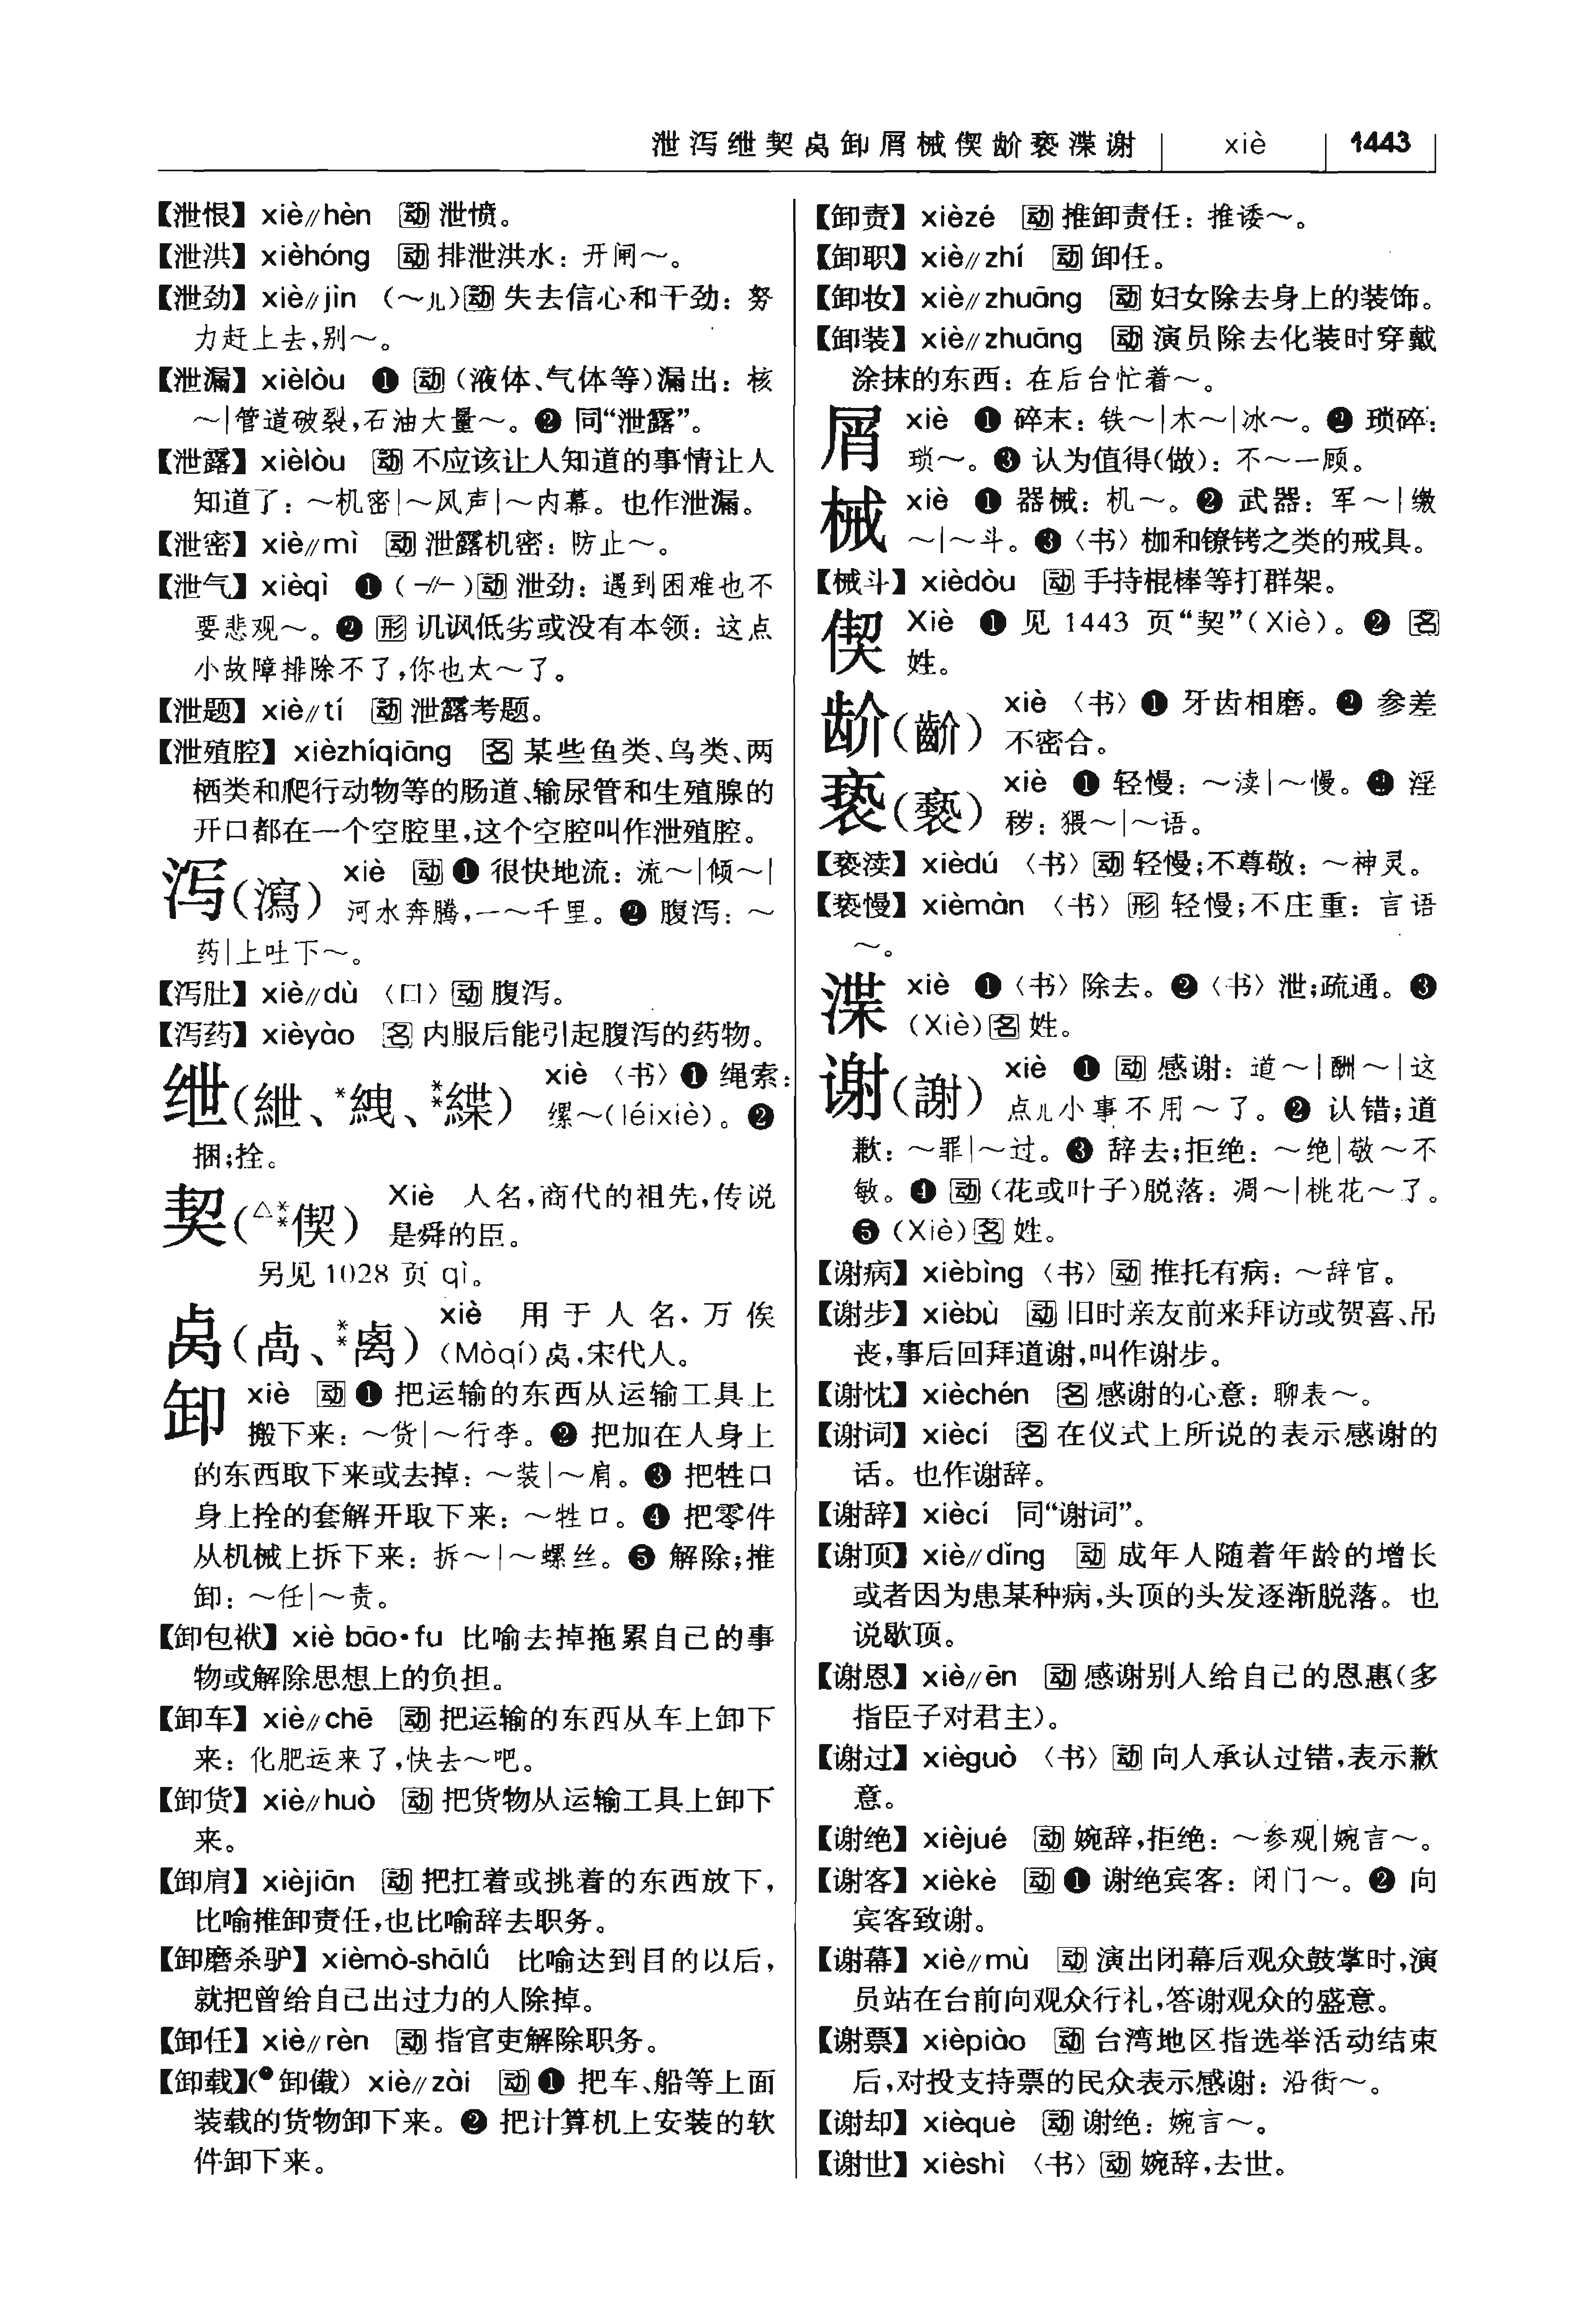 泄泻绁契卨卸屑械偰龂亵渫谢 xiè 1443
【泄恨】xiè∥hèn 动 泄愤。
【泄洪】xièhóng 动 排泄洪水：开闸～。
【泄劲】xiè∥jìn （～儿）动 失去信心和干劲：努
力赶上去，别～。
【泄漏】xièlòu ❶ 动（液体、气体等）漏出：核
～|管道破裂，石油大量～。❷ 同“泄露”。
【泄露】xièlòu 动 不应该让人知道的事情让人
知道了：～机密|～风声|～内幕。也作泄漏。
【泄密】xiè∥mì 动 泄露机密：防止～。
【泄气】xièqì ❶（-∥-）动 泄劲：遇到困难也不
要悲观～。❷ 形 讥讽低劣或没有本领：这点
小故障排除不了，你也太～了。
【泄题】xiè∥tí 动 泄露考题。
【泄殖腔】xièzhíqiāng 名 某些鱼类、鸟类、两
栖类和爬行动物等的肠道、输尿管和生殖腺的
开口都在一个空腔里，这个空腔叫作泄殖腔。
泻（瀉） xiè 动 ❶ 很快地流：流～|倾～|
河水奔腾，一～千里。❷ 腹泻：～
药|上吐下～。
【泻肚】xiè∥dù 〈口〉动 腹泻。
【泻药】xièyào 名 内服后能引起腹泻的药物。
绁（紲、*絏、⁑緤） xiè 〈书〉❶ 绳索：
缧～（léixiè）。❷
捆；拴。
契（△⁑偰） Xiè 人名，商代的祖先，传说
是舜的臣。
另见 1028 页 qì。
卨（卨、⁑离） xiè 用于人名，万俟
（Mòqí）卨，宋代人。
卸 xiè 动 ❶ 把运输的东西从运输工具上
搬下来：～货|～行李。❷ 把加在人身上
的东西取下来或去掉：～装|～肩。❸ 把牲口
身上拴的套解开取下来：～牲口。❹ 把零件
从机械上拆下来：拆～|～螺丝。❺ 解除；推
卸：～任|～责。
【卸包袱】xiè bāo·fu 比喻去掉拖累自己的事
物或解除思想上的负担。
【卸车】xiè∥chē 动 把运输的东西从车上卸下
来：化肥运来了，快去～吧。
【卸货】xiè∥huò 动 把货物从运输工具上卸下
来。
【卸肩】xièjiān 动 把扛着或挑着的东西放下，
比喻推卸责任，也比喻辞去职务。
【卸磨杀驴】xièmò-shālǘ 比喻达到目的以后，
就把曾给自己出过力的人除掉。
【卸任】xiè∥rèn 动 指官吏解除职务。
【卸载】（❶卸儎）xiè∥zài 动 ❶ 把车、船等上面
装载的货物卸下来。❷ 把计算机上安装的软
件卸下来。
【卸责】xièzé 动 推卸责任：推诿～。
【卸职】xiè∥zhí 动 卸任。
【卸妆】xiè∥zhuāng 动 妇女除去身上的装饰。
【卸装】xiè∥zhuāng 动 演员除去化装时穿戴
涂抹的东西：在后台忙着～。
屑 xiè ❶ 碎末：铁～|木～|冰～。❷ 琐碎：
琐～。❸ 认为值得（做）：不～一顾。
械 xiè ❶ 器械：机～。❷ 武器：军～|缴
～|～斗。❸〈书〉枷和镣铐之类的戒具。
【械斗】xièdòu 动 手持棍棒等打群架。
偰 Xiè ❶ 见 1443 页“契”（Xiè）。❷ 名
姓。
龂（齘） xiè 〈书〉❶ 牙齿相磨。❷ 参差
不密合。
亵（褻） xiè ❶ 轻慢：～渎|～慢。❷ 淫
秽：猥～|～语。
【亵渎】xièdú 〈书〉动 轻慢；不尊敬：～神灵。
【亵慢】xièmàn 〈书〉形 轻慢；不庄重：言语
～。
渫 xiè ❶〈书〉除去。❷〈书〉泄；疏通。❸
（Xiè）名 姓。
谢（謝） xiè ❶ 动 感谢：道～|酬～|这
点儿小事不用～了。❷ 认错；道
歉：～罪|～过。❸ 辞去；拒绝：～绝|敬～不
敏。❹ 动（花或叶子）脱落：凋～|桃花～了。
❺（Xiè）名 姓。
【谢病】xièbìng〈书〉动 推托有病：～辞官。
【谢步】xièbù 动 旧时亲友前来拜访或贺喜、吊
丧，事后回拜道谢，叫作谢步。
【谢忱】xièchén 名 感谢的心意：聊表～。
【谢词】xiècí 名 在仪式上所说的表示感谢的
话。也作谢辞。
【谢辞】xiècí 同“谢词”。
【谢顶】xiè∥dǐng 动 成年人随着年龄的增长
或者因为患某种病，头顶的头发逐渐脱落。也
说歇顶。
【谢恩】xiè∥ēn 动 感谢别人给自己的恩惠（多
指臣子对君主）。
【谢过】xièguò 〈书〉动 向人承认过错，表示歉
意。
【谢绝】xièjué 动 婉辞，拒绝：～参观|婉言～。
【谢客】xièkè 动 ❶ 谢绝宾客：闭门～。❷ 向
宾客致谢。
【谢幕】xiè∥mù 动 演出闭幕后观众鼓掌时，演
员站在台前向观众行礼，答谢观众的盛意。
【谢票】xièpiào 动 台湾地区指选举活动结束
后，对投支持票的民众表示感谢：沿街～。
【谢却】xièquè 动 谢绝：婉言～。
【谢世】xièshì 〈书〉动 婉辞，去世。